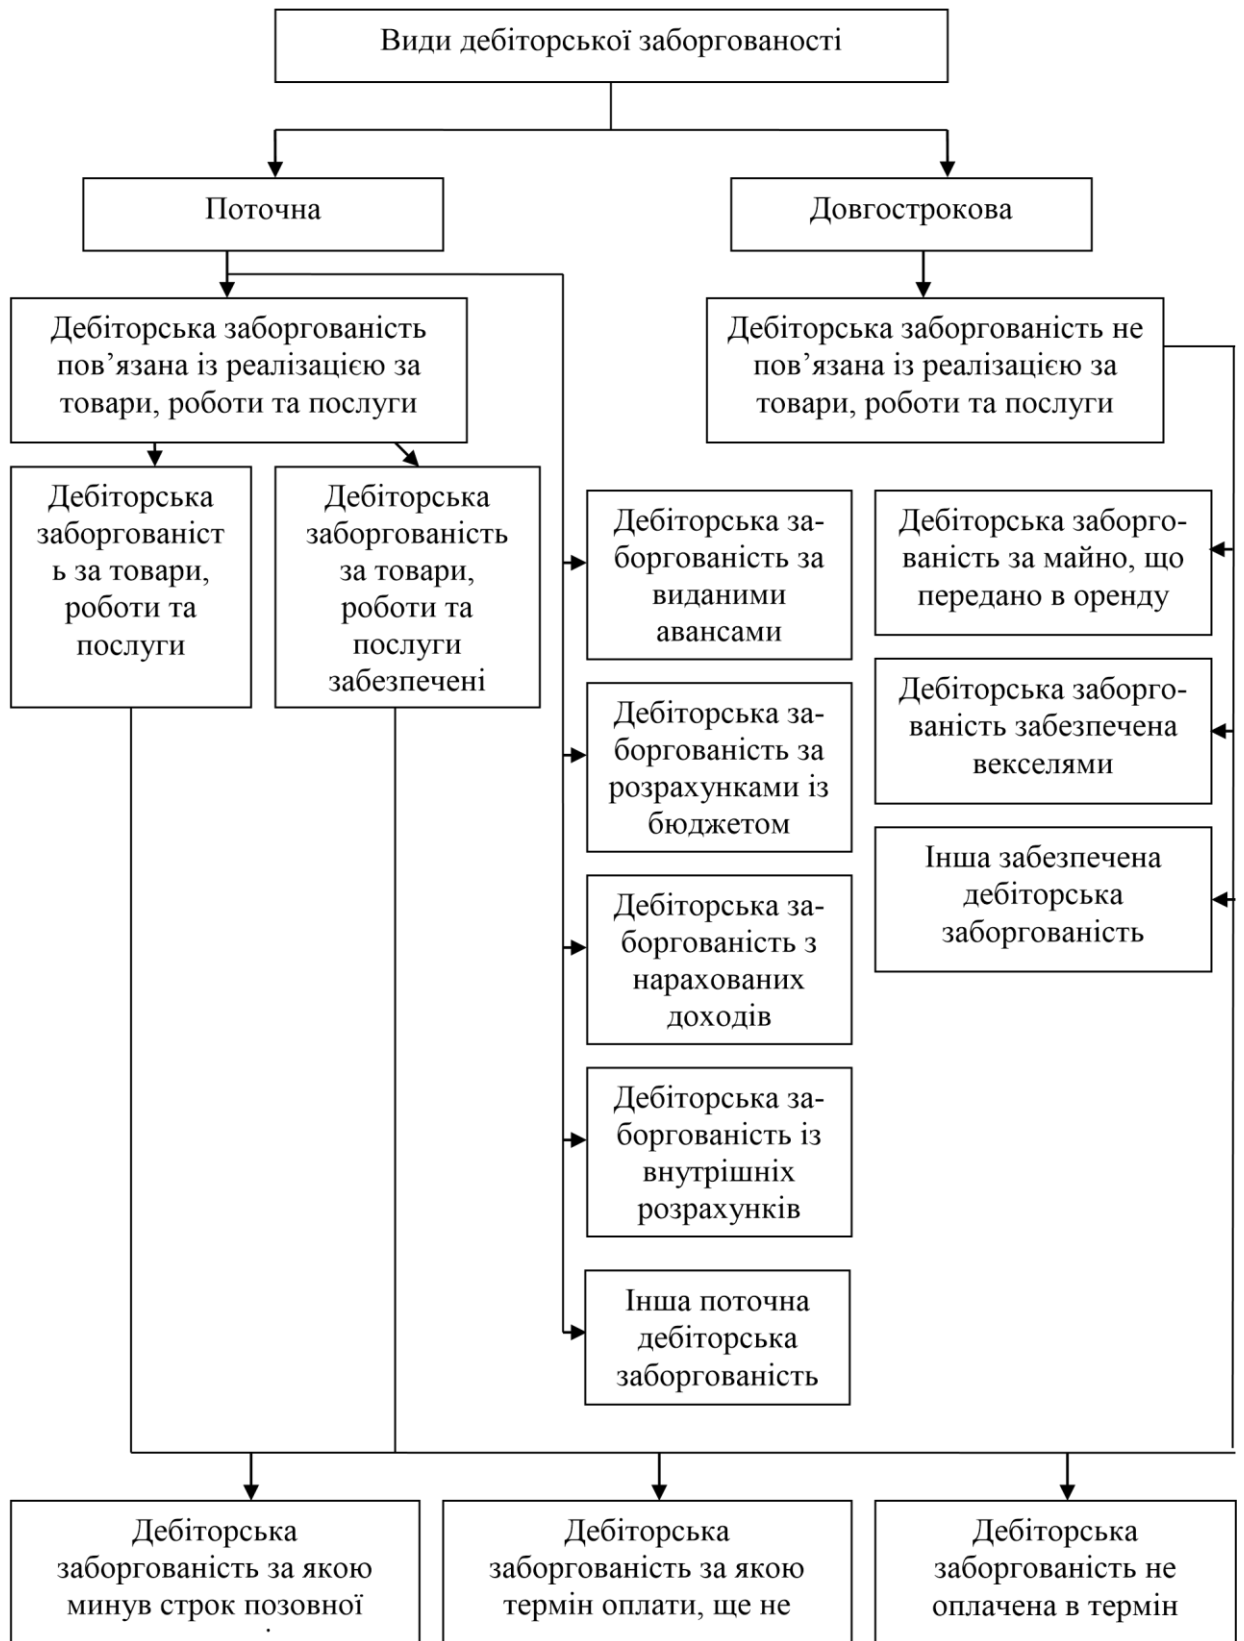 Види дебіторської заборгованості
Поточна
Довгострокова
Дебіторська заборгованість
пов’язана із реалізацією за
товари, роботи та послуги
Дебіторська заборгованість не
пов’язана із реалізацією за
товари, роботи та послуги
Дебіторська
заборгованіст
ь за товари,
роботи та
послуги
Дебіторська
заборгованість
за товари,
роботи та
послуги
забезпечені
Дебіторська за-
боргованість за
виданими
авансами
Дебіторська за-
боргованість за
розрахунками із
бюджетом
Дебіторська за-
боргованість з
нарахованих
доходів
Дебіторська за-
боргованість із
внутрішніх
розрахунків
Інша поточна
дебіторська
заборгованість
Дебіторська заборго-
ваність за майно, що
передано в оренду
Дебіторська заборго-
ваність забезпечена
векселями
Інша забезпечена
дебіторська
заборгованість
Дебіторська
заборгованість за якою
минув строк позовної
Дебіторська
заборгованість за якою
термін оплати, ще не
Дебіторська
заборгованість не
оплачена в термін